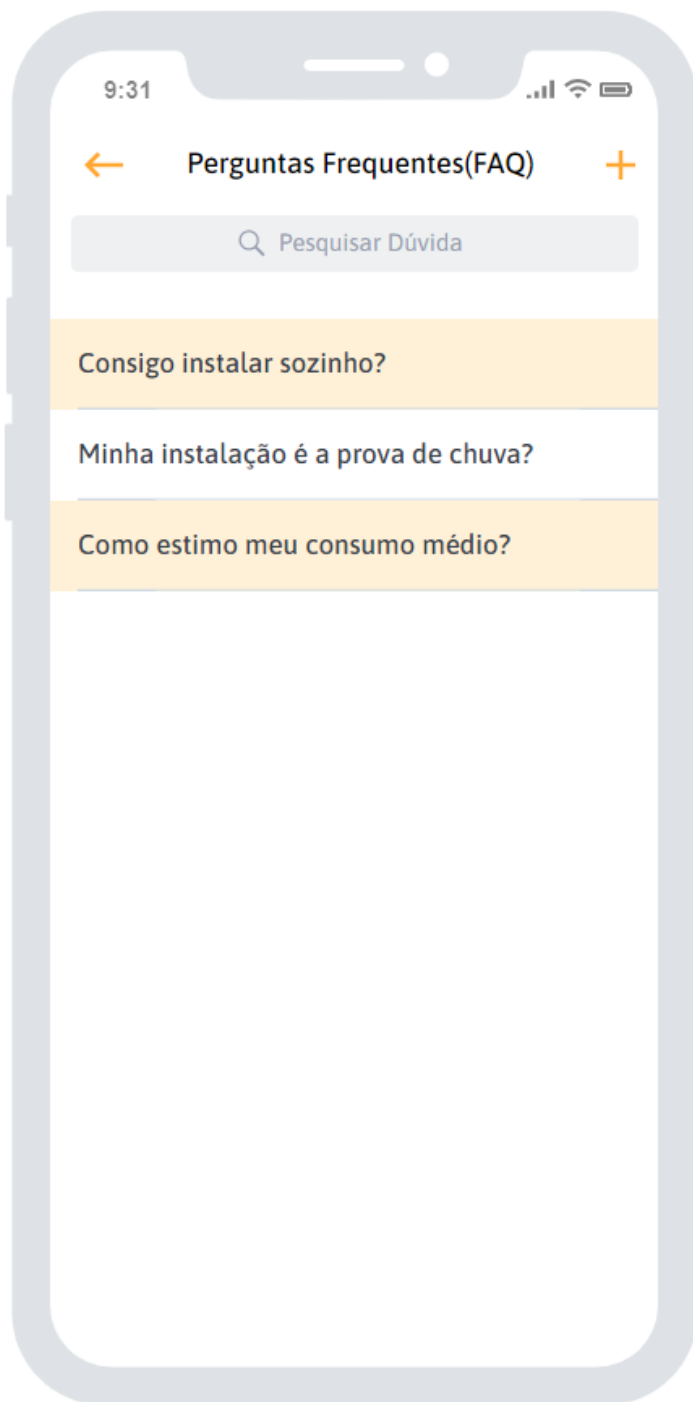 9:31
Perguntas Frequentes(FAQ)
Pesquisar Dúvida
Consigo instalar sozinho?
Minha instalação é a prova de chuva?
Como estimo meu consumo médio?